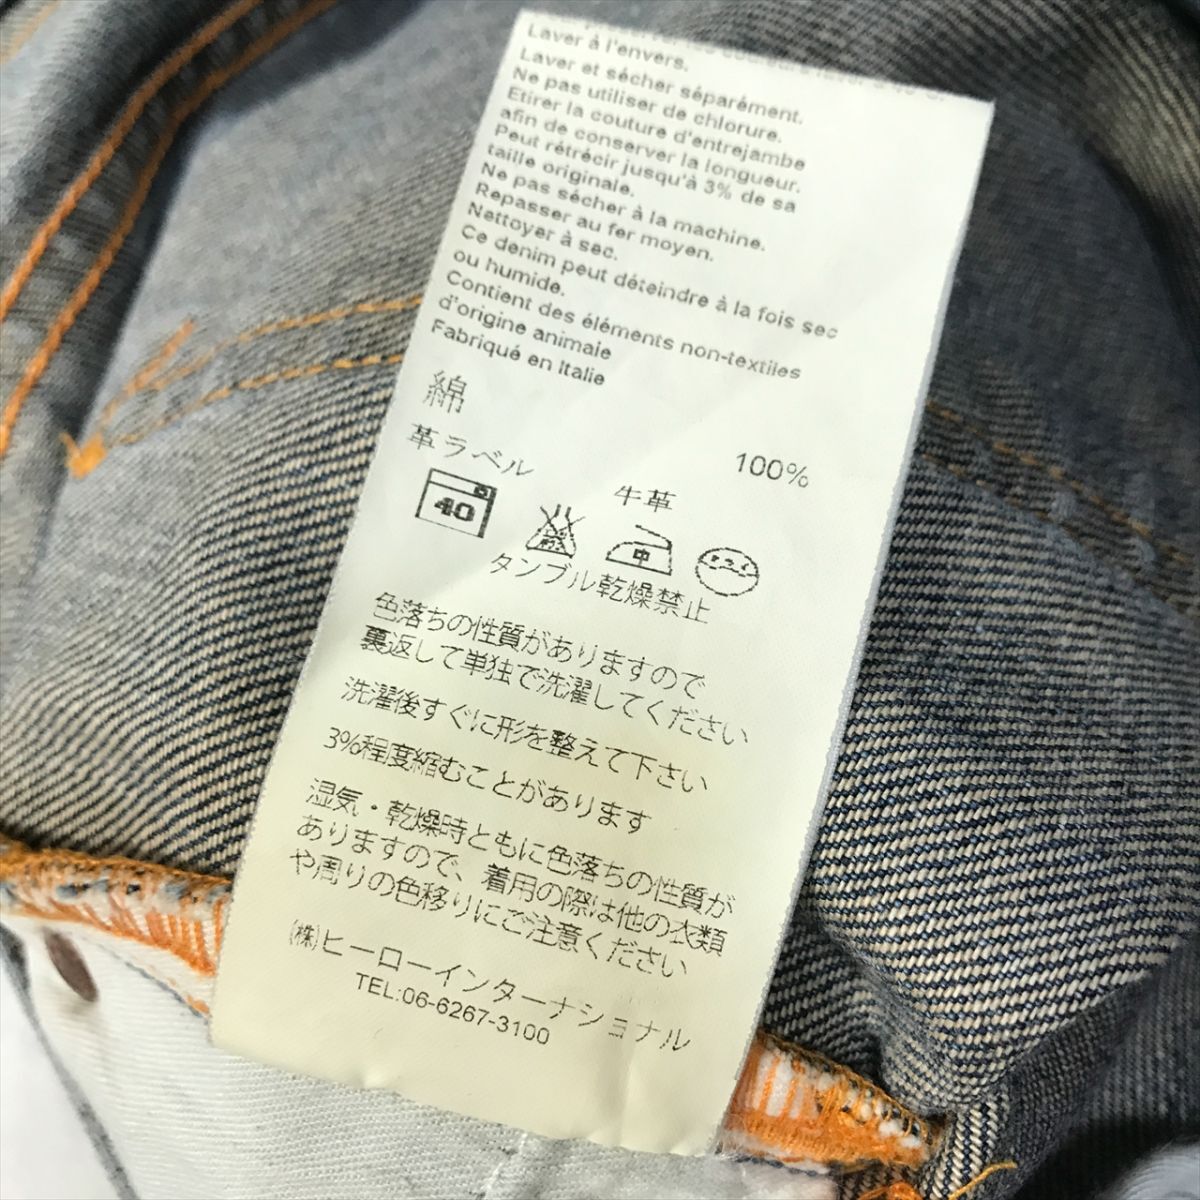 Laver à l'envers.
Laver et sécher séparément.
Ne pas utiliser de chlorure.
Etirer la couture d'entrejambe
afin de conserver la longueur.
Peut rétrécir jusqu'à 3% de sa
taille originale.
Ne pas sécher à la machine.
Repasser au fer moyen.
Nettoyer à sec.
Ce denim peut déteindre à la fois sec
ou humide.
Contient des éléments non-textiles
d'origine animale
Fabriqué en Italie
綿 100%
革ラベル 牛革
40 中
タンブル乾燥禁止
色落ちの性質がありますので
裏返して単独で洗濯してください
洗濯後すぐに形を整えて下さい
3%程度縮むことがあります
湿気・乾燥時ともに色落ちの性質が
ありますので、着用の際は他の衣類
や周りの色移りにご注意ください
(株)ヒーローインターナショナル
TEL:06-6267-3100